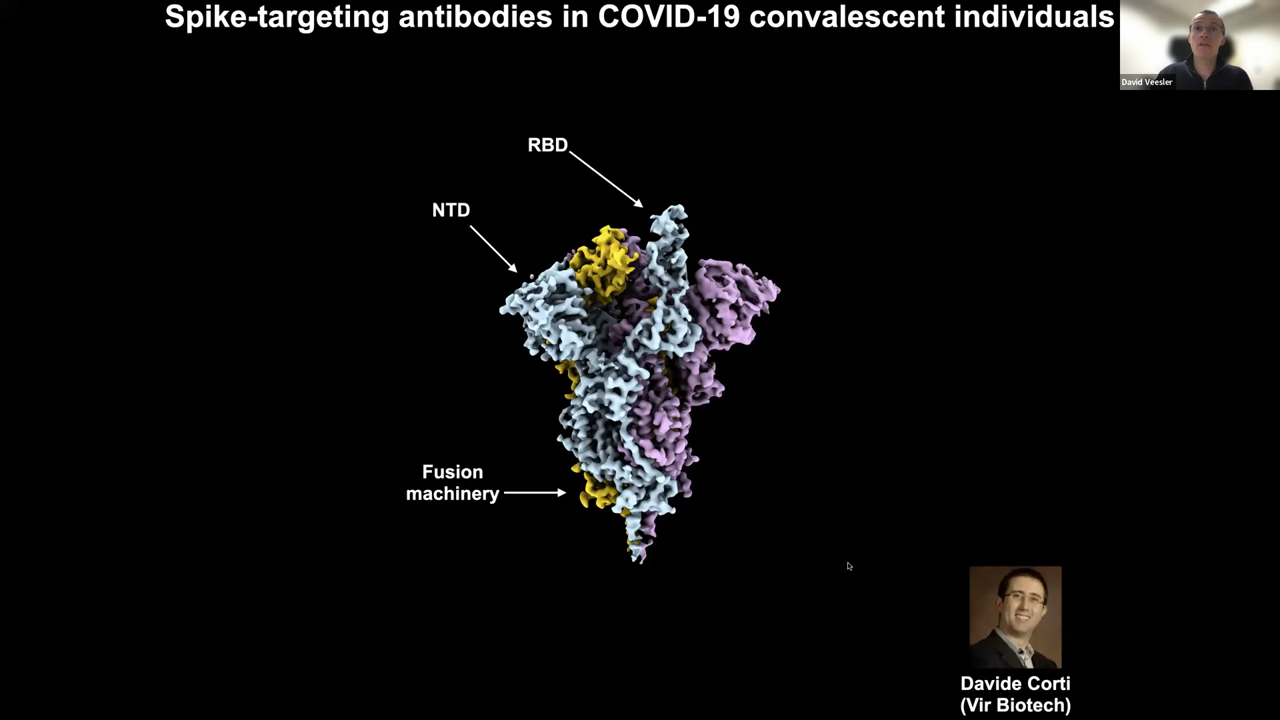 Spike-targeting antibodies in COVID-19 convalescent individuals
David Veesler
RBD
NTD
Fusion
machinery
Davide Corti
(Vir Biotech)